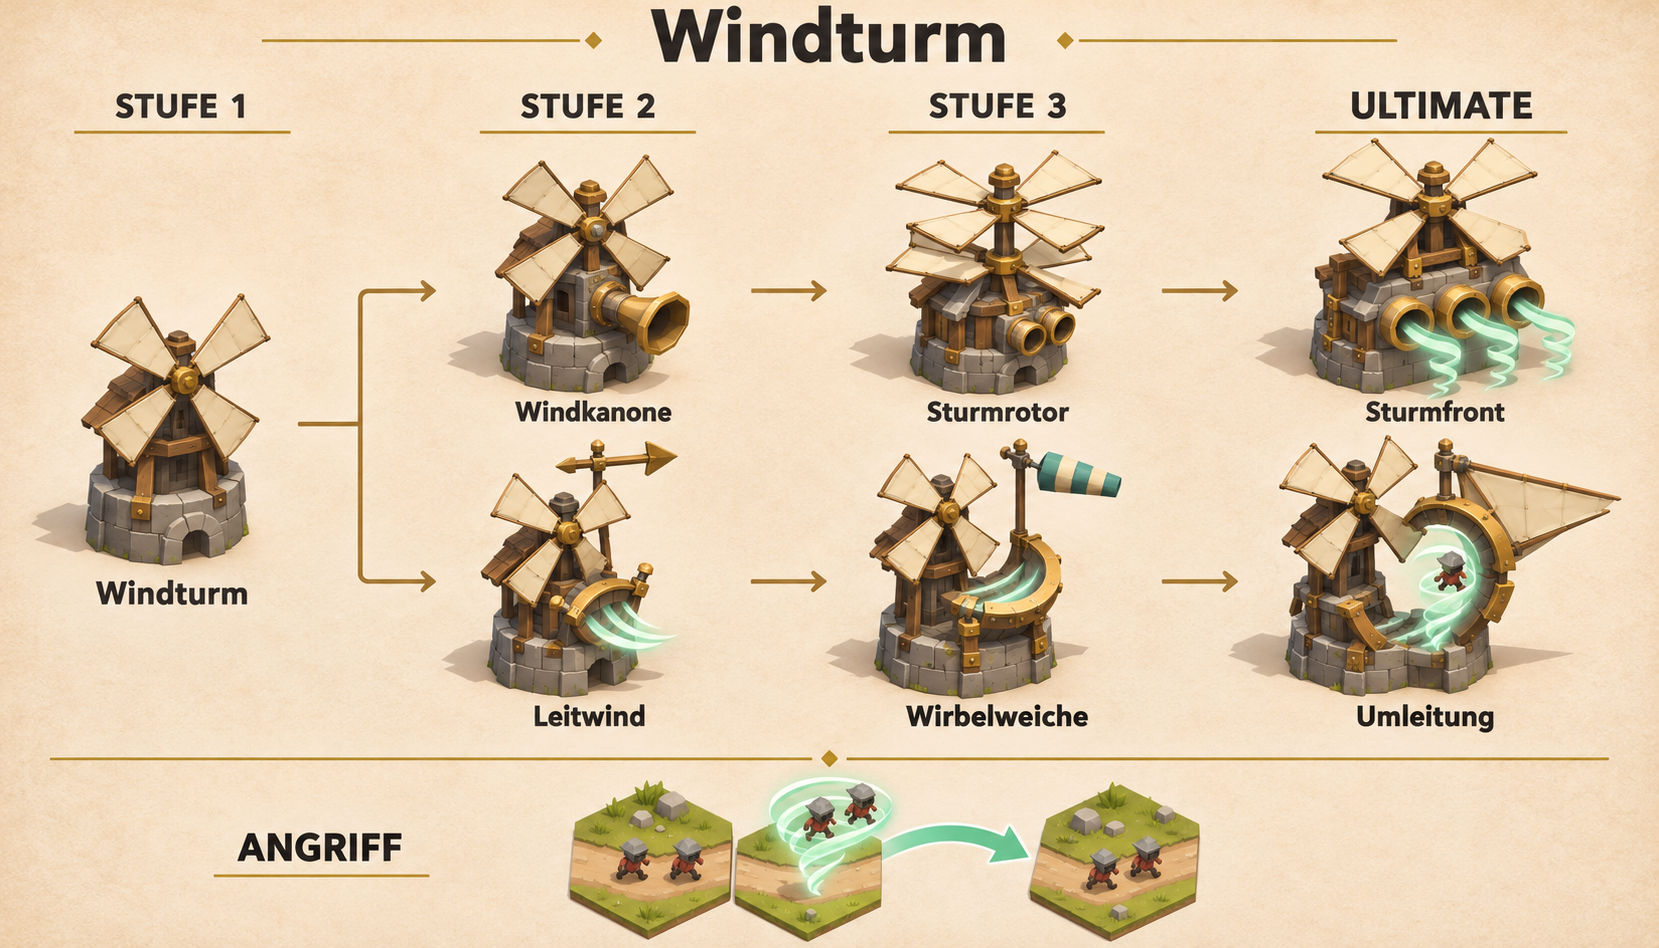 Windturm
STUFE 1
STUFE 2
STUFE 3
ULTIMATE
Windkanone
Sturmrotor
Sturmfront
Windturm
Leitwind
Wirbelweiche
Umleitung
ANGRIFF